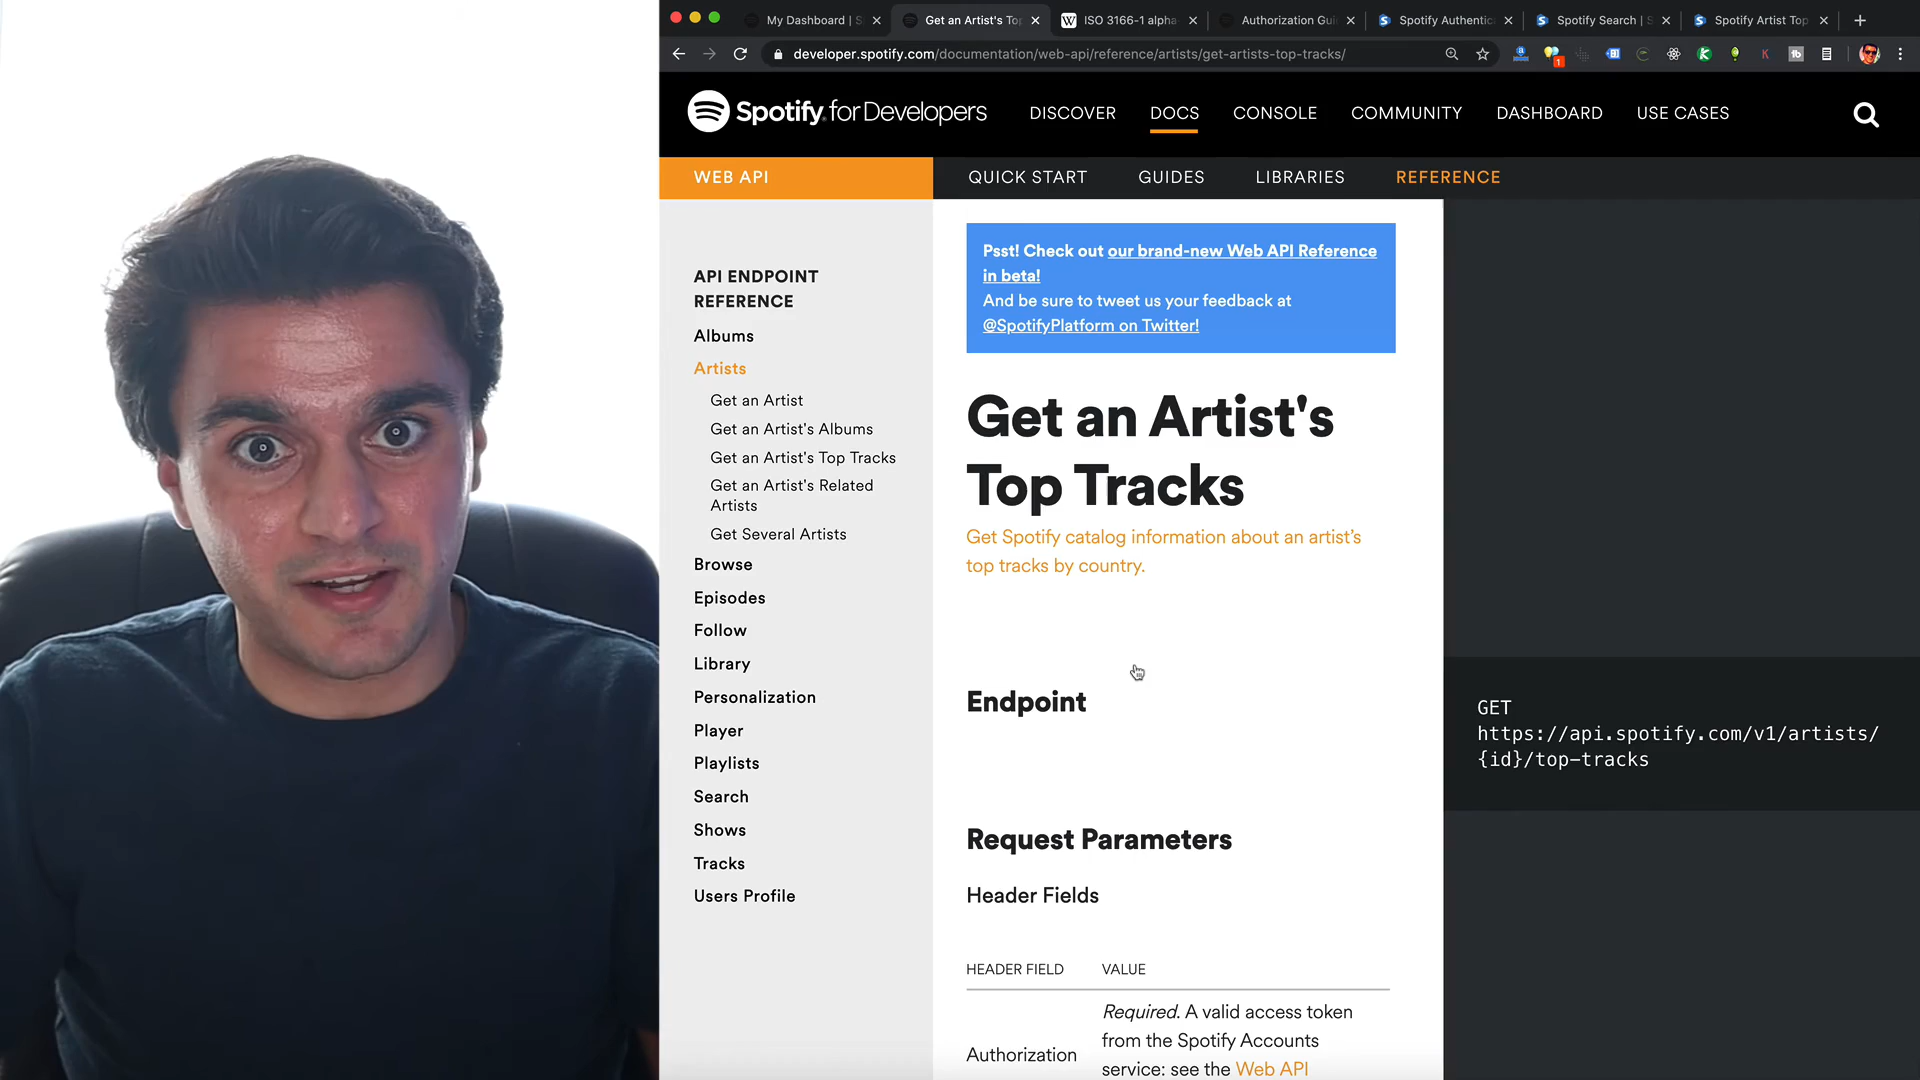 My Dashboard | S
Get an Artist's To
ISO 3166-1 alpha
Authorization Gui
Spotify Authentic
Spotify Search | S
Spotify Artist Top
developer.spotify.com/documentation/web-api/reference/artists/get-artists-top-tracks/
Spotify for Developers
DISCOVER
DOCS
CONSOLE
COMMUNITY
DASHBOARD
USE CASES
WEB API
QUICK START
GUIDES
LIBRARIES
REFERENCE
API ENDPOINT
REFERENCE
Albums
Artists
Get an Artist
Get an Artist's Albums
Get an Artist's Top Tracks
Get an Artist's Related
Artists
Get Several Artists
Browse
Episodes
Follow
Library
Personalization
Player
Playlists
Search
Shows
Tracks
Users Profile
Psst! Check out our brand-new Web API Reference
in beta!
And be sure to tweet us your feedback at
@SpotifyPlatform on Twitter!
Get an Artist's
Top Tracks
Get Spotify catalog information about an artist’s
top tracks by country.
Endpoint
GET
https://api.spotify.com/v1/artists/
{id}/top-tracks
Request Parameters
Header Fields
HEADER FIELD
VALUE
Authorization
Required. A valid access token
from the Spotify Accounts
service: see the Web API